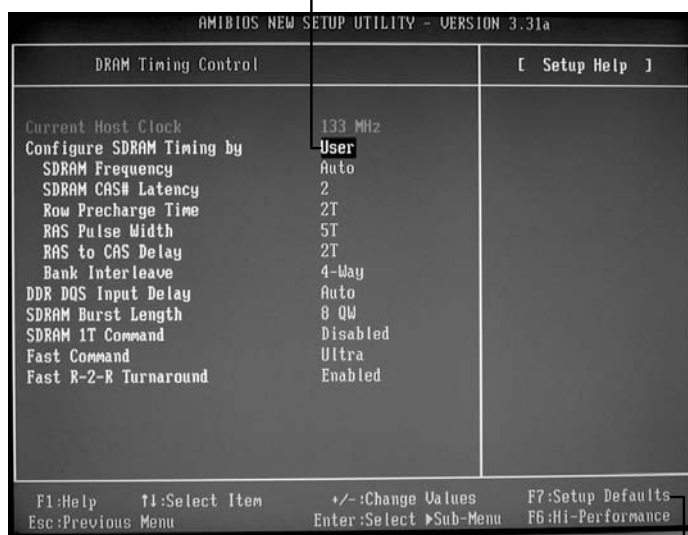 AMIBIOS NEW SETUP UTILITY - VERSION 3.31a
DRAM Timing Control
[ Setup Help ]
Current Host Clock 133 MHz
Configure SDRAM Timing by User
SDRAM Frequency Auto
SDRAM CAS# Latency 2
Row Precharge Time 2T
RAS Pulse Width 5T
RAS to CAS Delay 2T
Bank Interleave 4-Way
DDR DQS Input Delay Auto
SDRAM Burst Length 8 QW
SDRAM 1T Command Disabled
Fast Command Ultra
Fast R-2-R Turnaround Enabled
F1:Help ↑↓:Select Item +/-:Change Values F7:Setup Defaults
Esc:Previous Menu Enter:Select ▶Sub-Menu F6:Hi-Performance